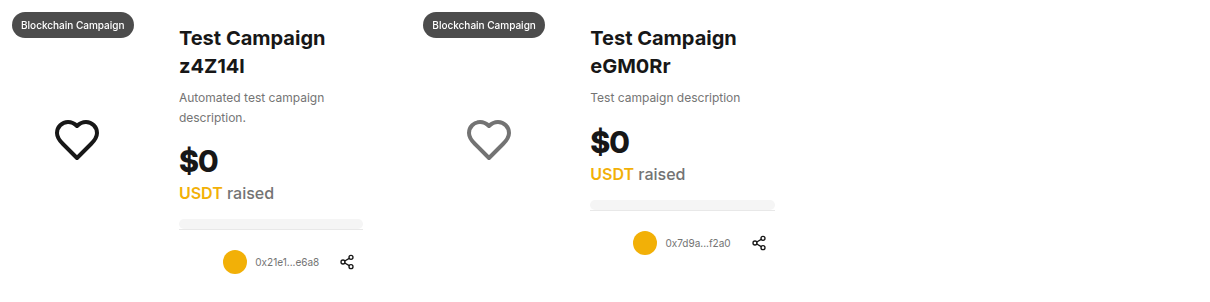 Blockchain Campaign
Test Campaign
z4Z14l
Automated test campaign
description.
$0
USDT raised
0x21e1...e6a8
Blockchain Campaign
Test Campaign
eGM0Rr
Test campaign description
$0
USDT raised
0x7d9a...f2a0